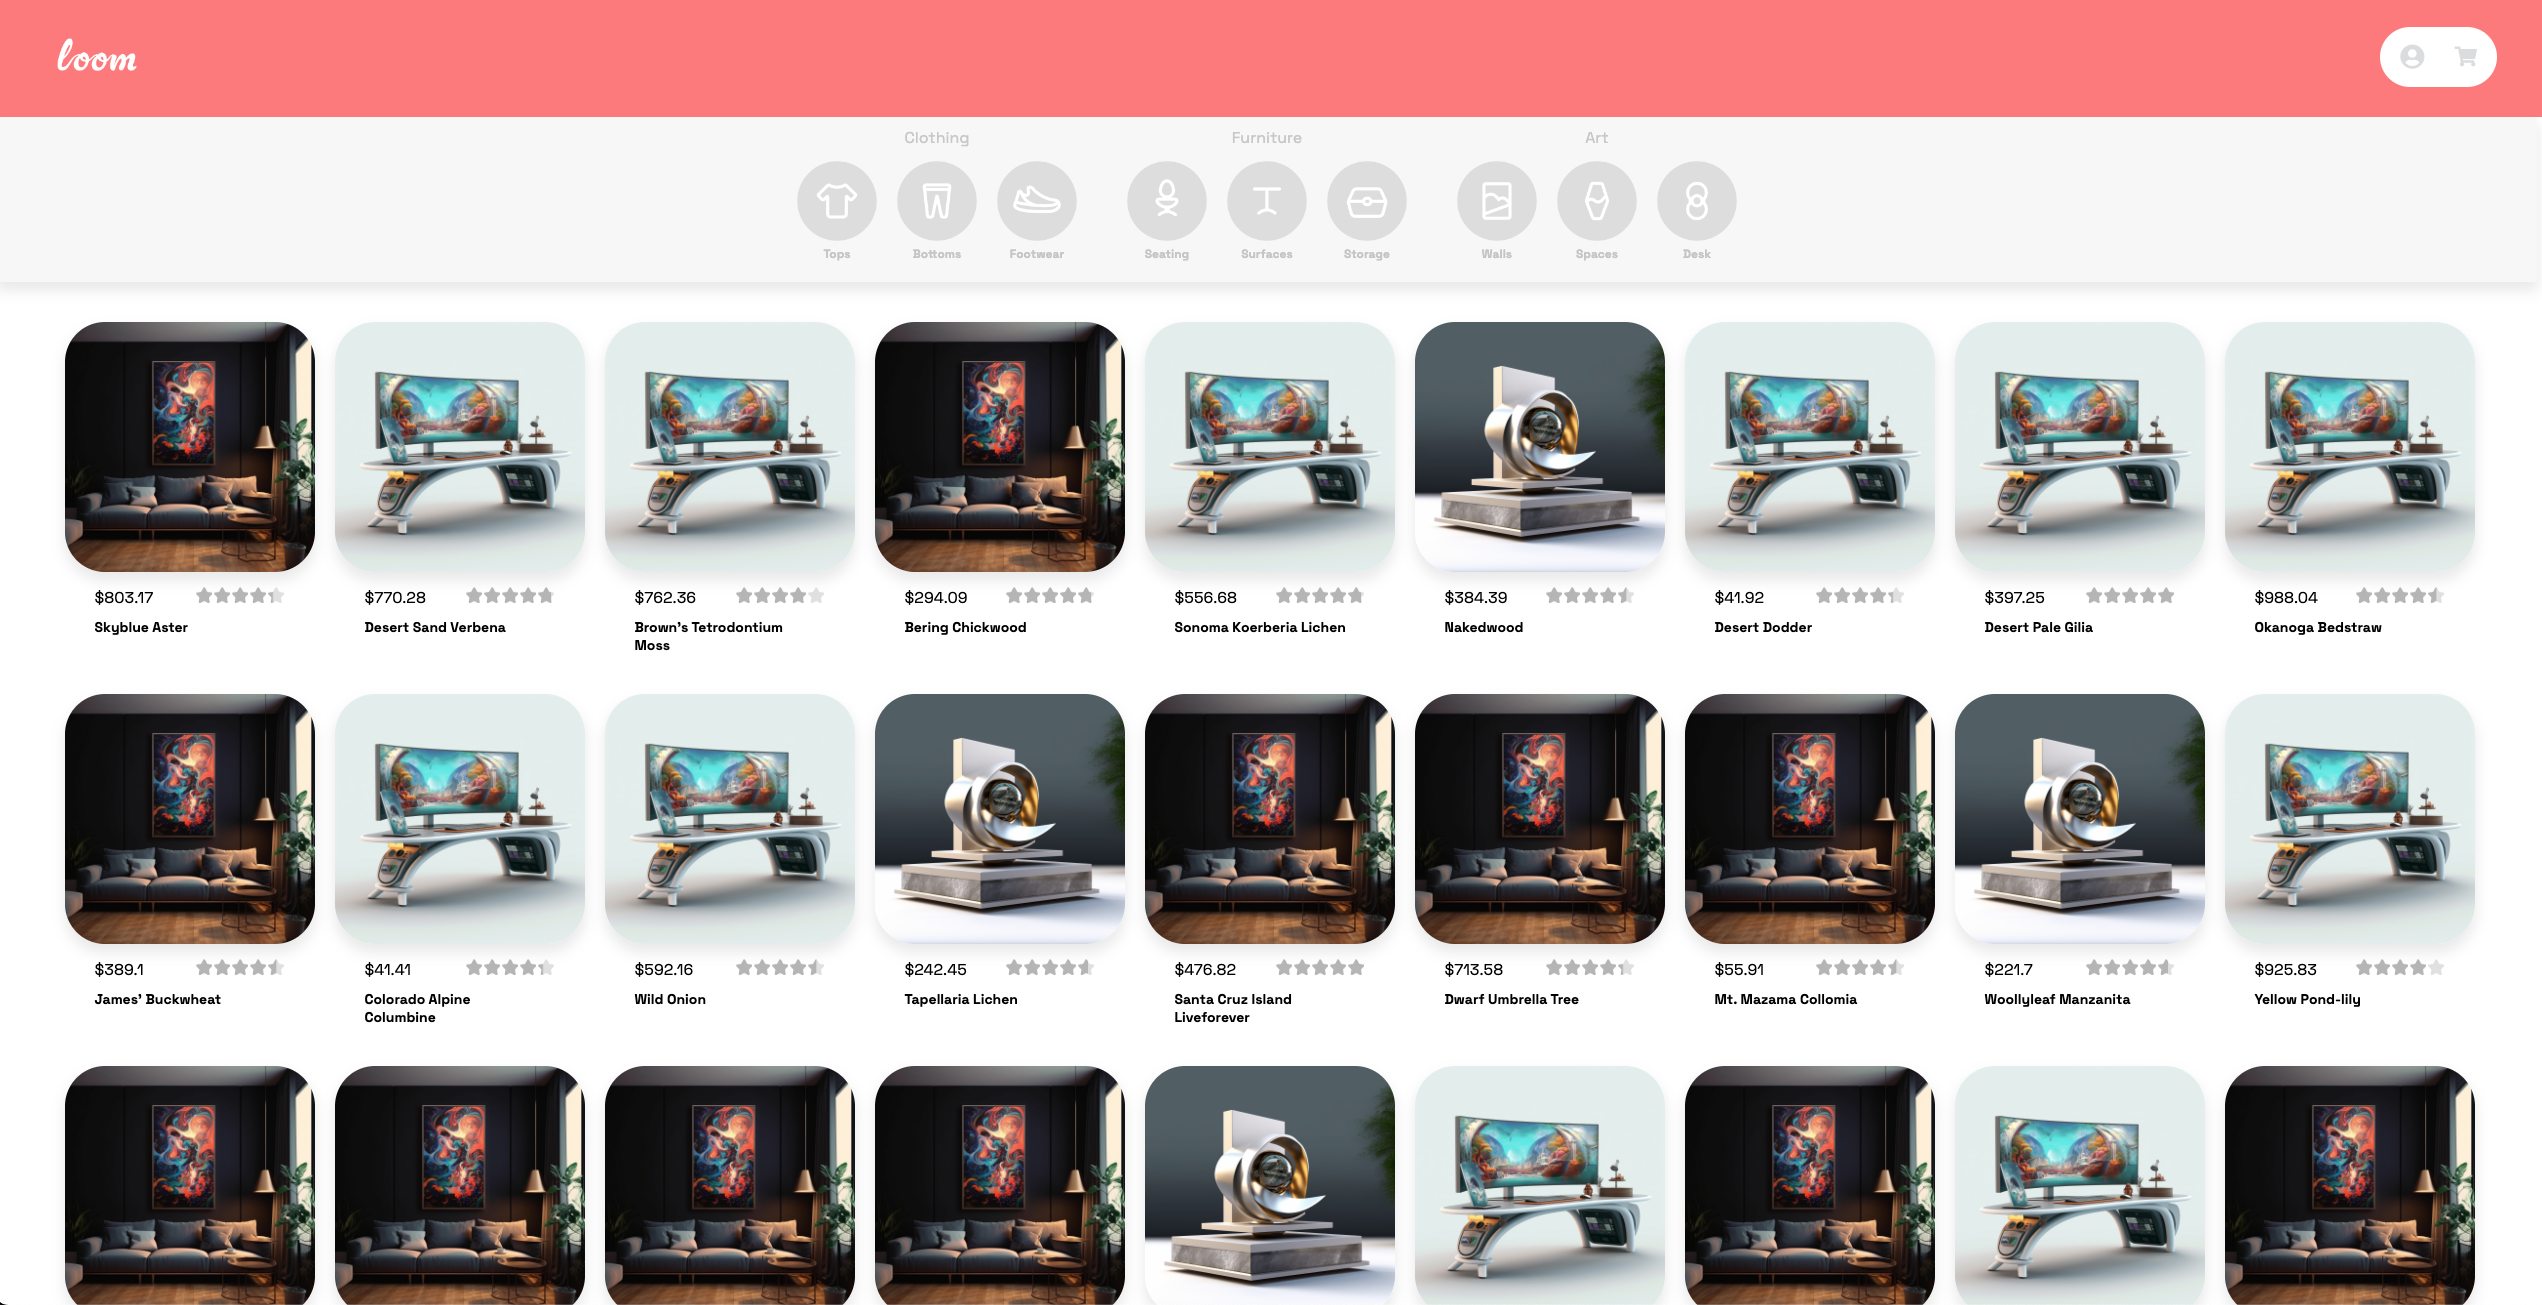 loom
Clothing Furniture Art
Tops Bottoms Footwear Seating Surfaces Storage Walls Spaces Desk
$803.17 $770.28 $762.36 $294.09 $556.68 $384.39 $41.92 $397.25 $988.04
Skyblue Aster Desert Sand Verbena Brown's Tetrodontium Bering Chickwood Sonoma Koerberia Lichen Nakedwood Desert Dodder Desert Pale Gilia Okanoga Bedstraw
Moss
$389.1 $41.41 $592.16 $242.45 $476.82 $713.58 $55.91 $221.7 $925.83
James' Buckwheat Colorado Alpine Wild Onion Tapellaria Lichen Santa Cruz Island Dwarf Umbrella Tree Mt. Mazama Collomia Woollyleaf Manzanita Yellow Pond-lily
Columbine Liveforever